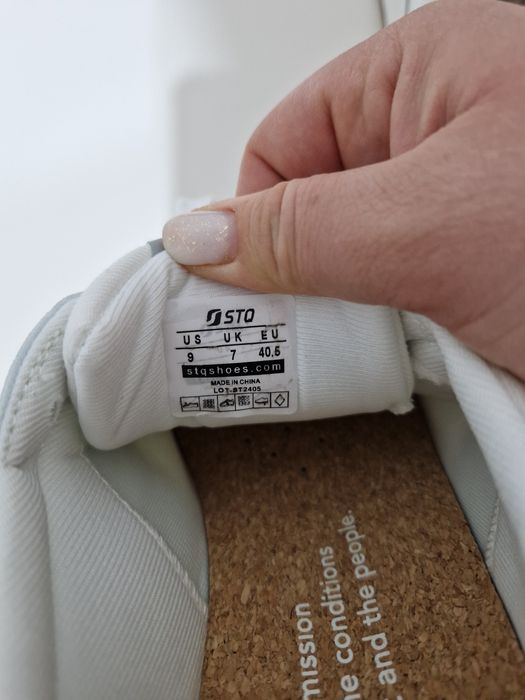 STQ
US UK EU
9 7 40.5
stqshoes.com
MADE IN CHINA
LOT-ST2405
mission
conditions
and the people.